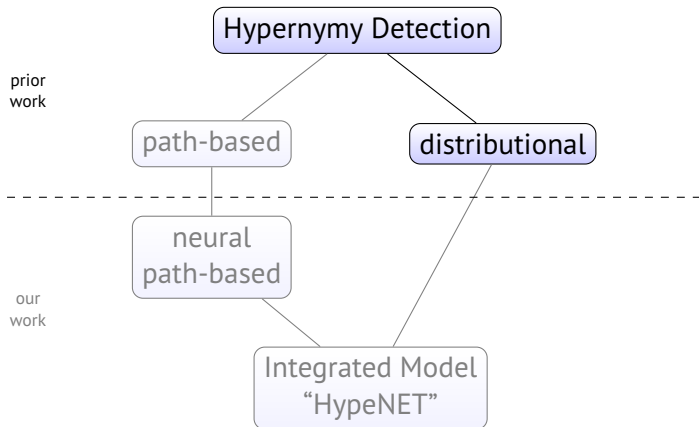 Hypernymy Detection
prior
work
path-based
distributional
neural
path-based
our
work
Integrated Model
“HypeNET”